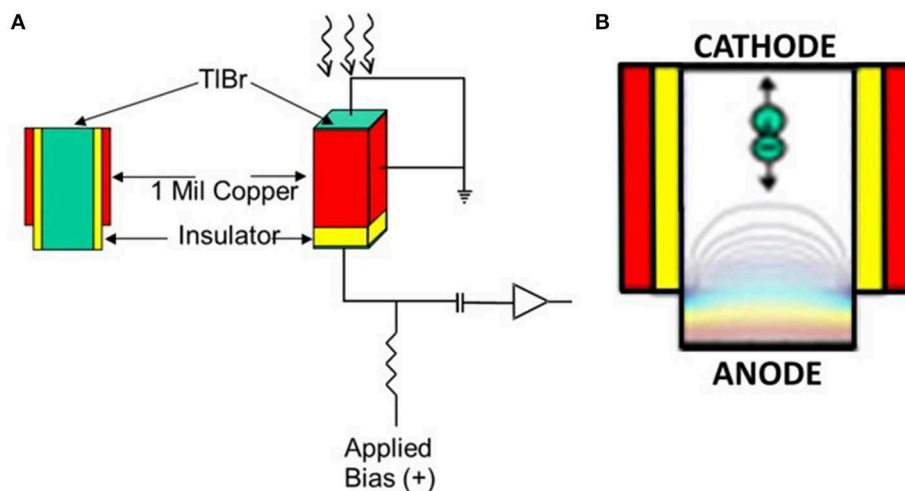 A
TlBr
1 Mil Copper
Insulator
Applied
Bias (+)
B
CATHODE
ANODE